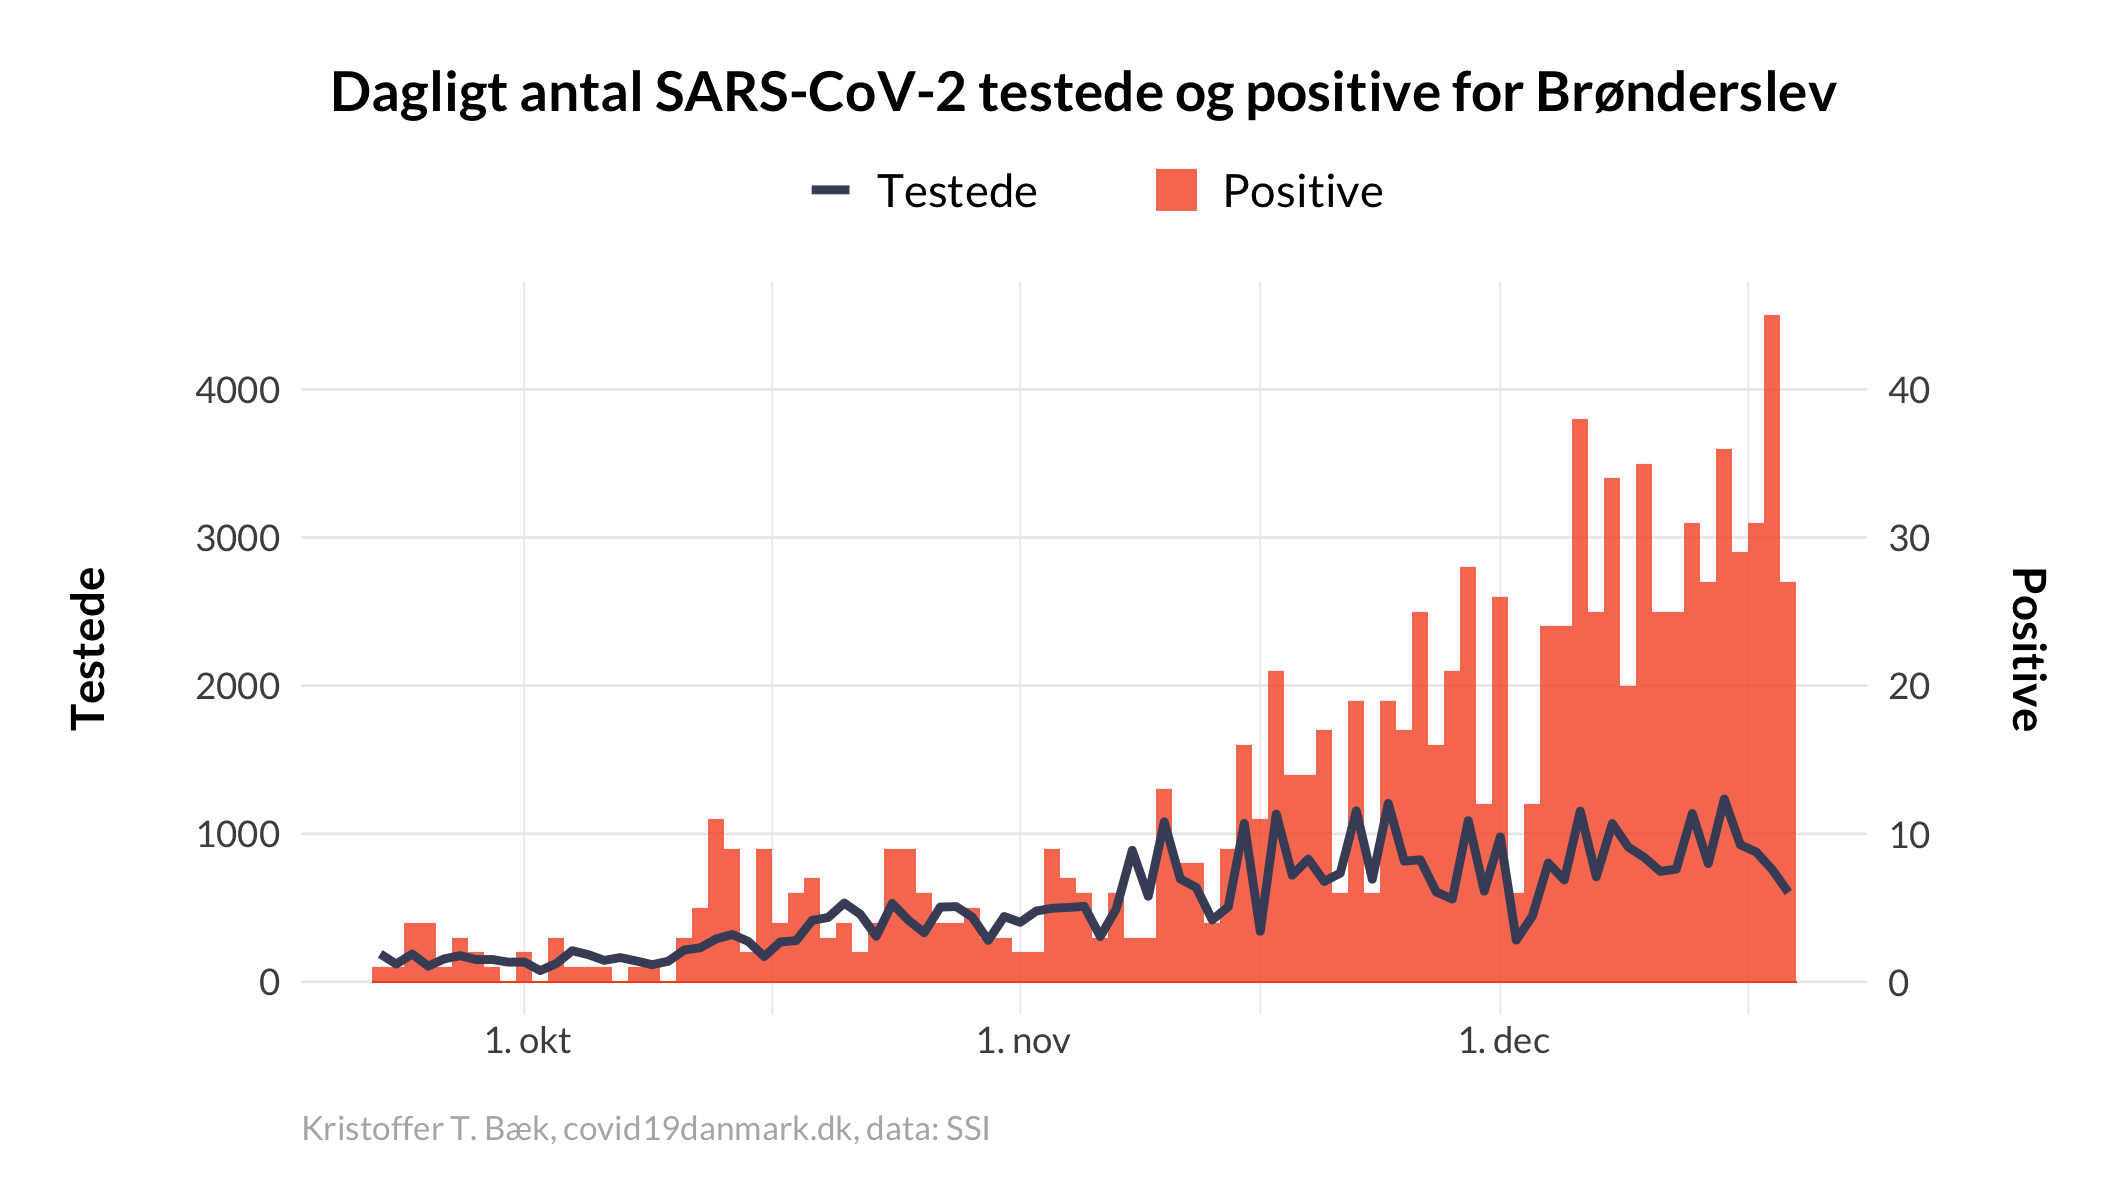 Dagligt antal SARS-CoV-2 testede og positive for Brønderslev
Testede
Positive
4000
3000
2000
1000
0
Testede
40
30
20
10
0
Positive
1. okt
1. nov
1. dec
Kristoffer T. Bæk, covid19danmark.dk, data: SSI